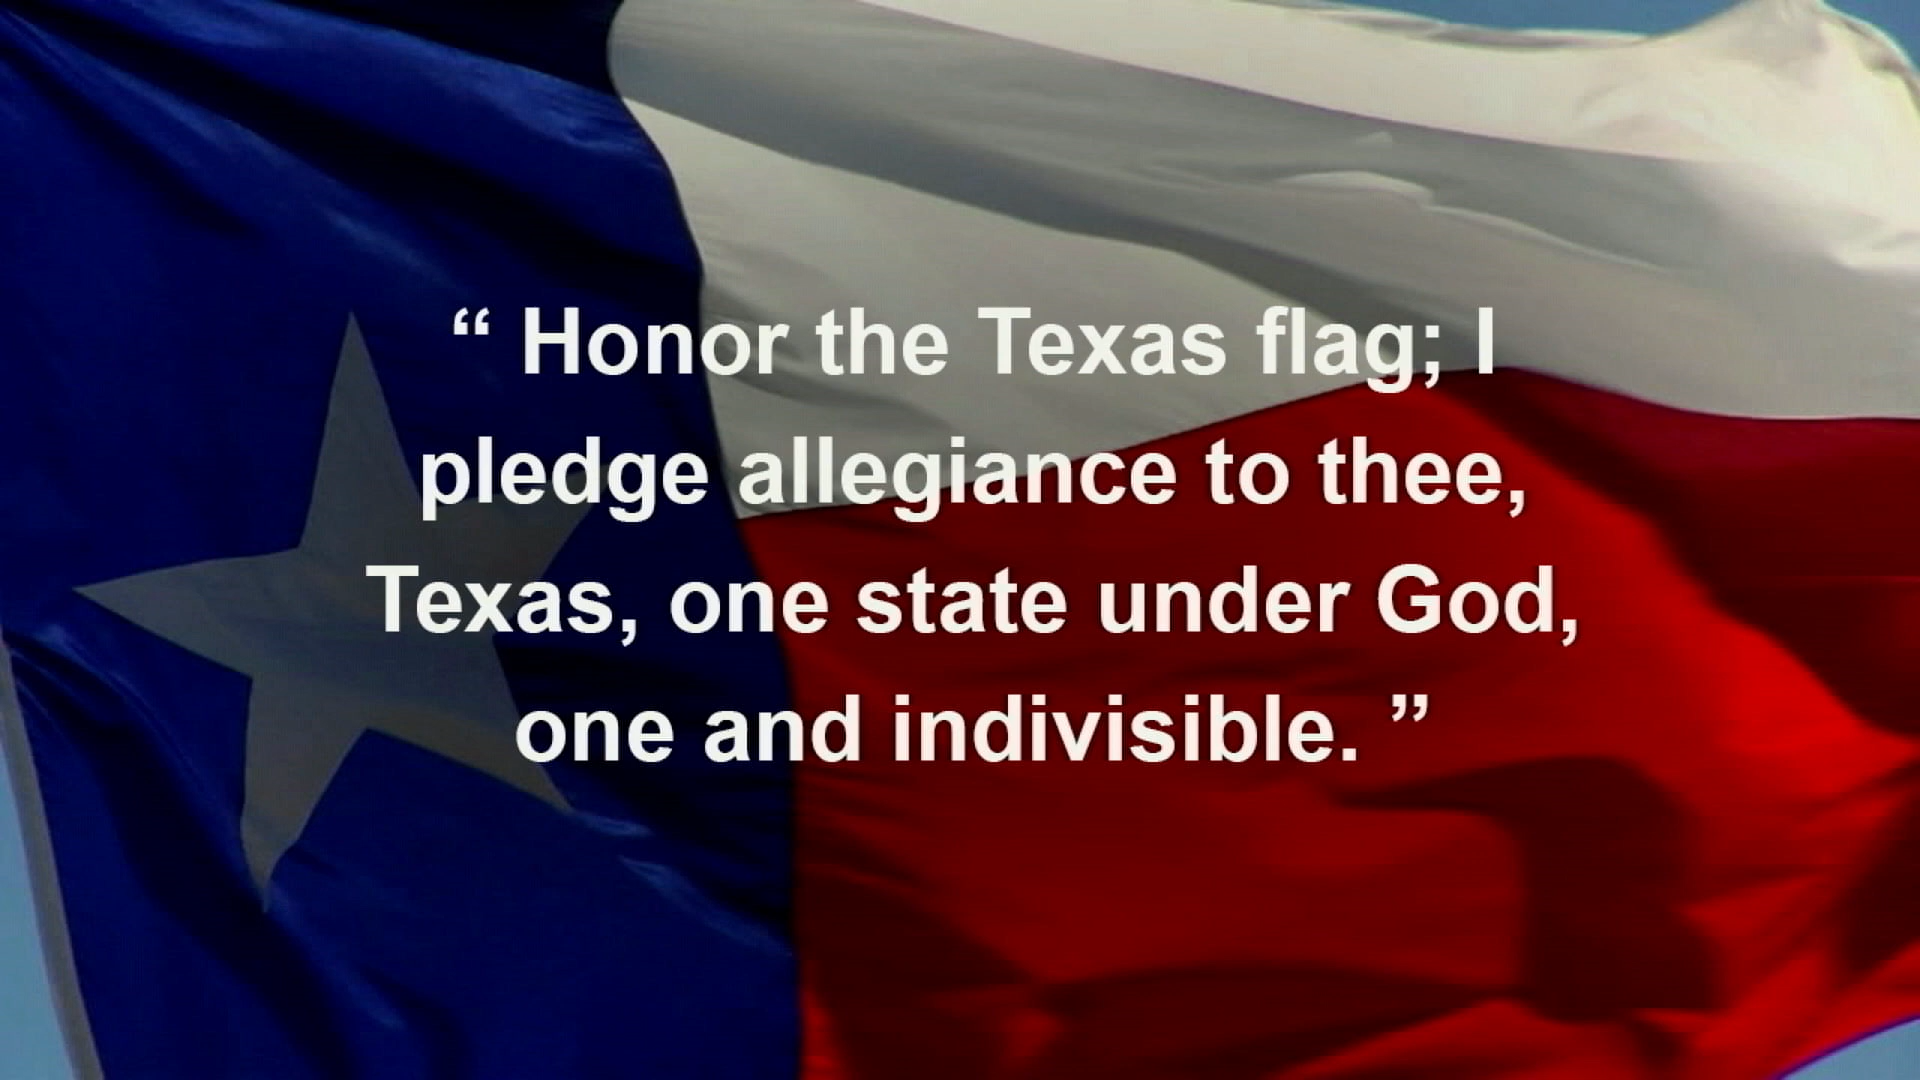 “ Honor the Texas flag; I
pledge allegiance to thee,
Texas, one state under God,
one and indivisible. ”